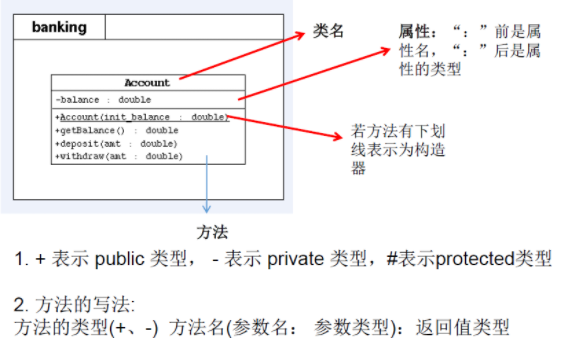 banking
类名
Account
~balance : double
+Account(init_balance : double)
+getBalance() : double
+deposit(amt : double)
+withdraw(amt : double)
属性：“：”前是属
性名，“：”后是属
性的类型
若方法有下划
线表示为构造
器
方法
1. + 表示 public 类型， - 表示 private 类型，#表示protected类型
2. 方法的写法:
方法的类型(+、-) 方法名(参数名： 参数类型)：返回值类型